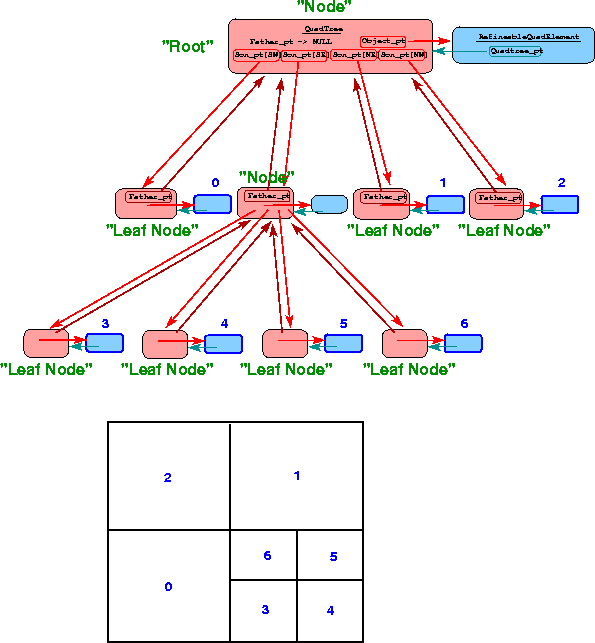 "Node"
QuadTree
"Root"
Father_pt -> NULL
Object_pt
RefineableQuadElement
Quadtree_pt
Son_pt[SW
Son_pt[SE
Son_pt[NE
Son_pt[NW
"Node"
0
1
2
Father_pt
Father_pt
Father_pt
Father_pt
"Leaf Node"
"Leaf Node"
"Leaf Node"
3
4
5
6
"Leaf Node"
"Leaf Node"
"Leaf Node"
"Leaf Node"
2
1
6
5
0
3
4